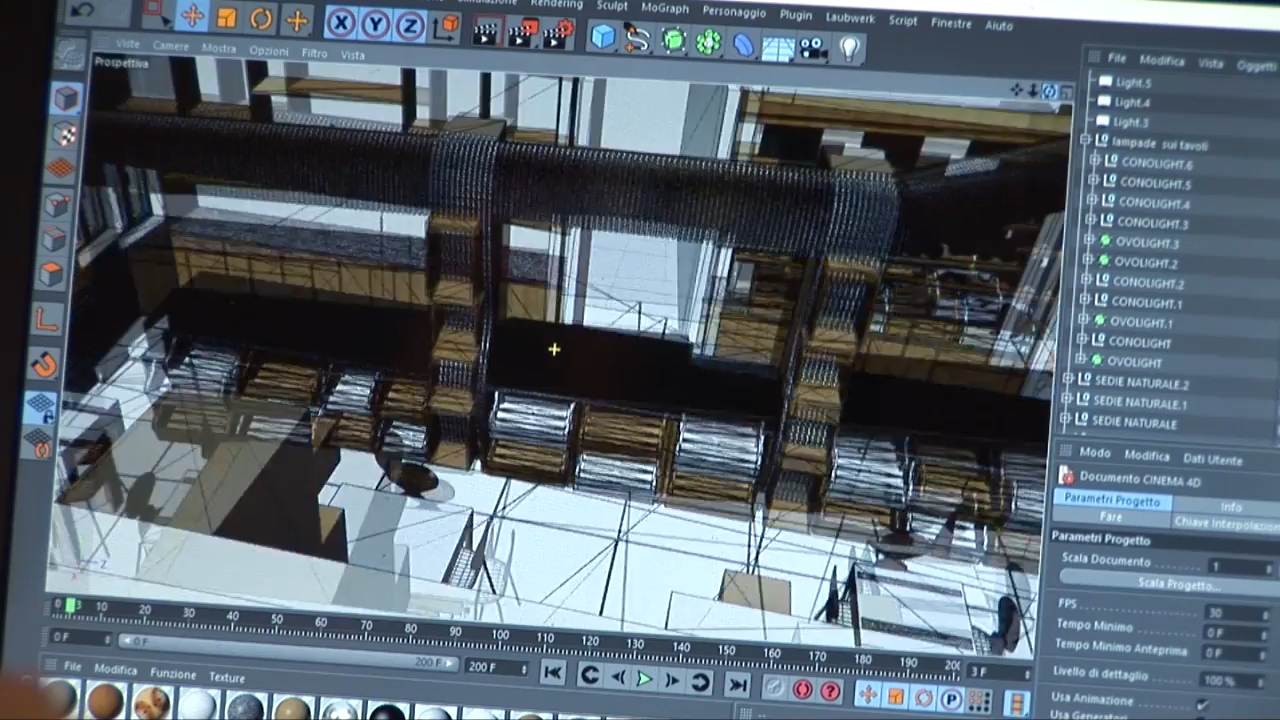 Simulazione Rendering Sculpt MoGraph Personaggio Plugin Laubwerk Script Finestre Aiuto
X Y Z
Viste Camere Mostra Opzioni Filtro Vista
Prospettiva
File Modifica Vista Oggetti
Light.5
Light.4
Light.3
lampade sui tavoli
CONOLIGHT.6
CONOLIGHT.5
CONOLIGHT.4
CONOLIGHT.3
OVOLIGHT.3
OVOLIGHT.2
CONOLIGHT.2
CONOLIGHT.1
OVOLIGHT.1
CONOLIGHT
OVOLIGHT
SEDIE NATURALE.2
SEDIE NATURALE.1
SEDIE NATURALE
Modo Modifica Dati Utente
Documento CINEMA 4D
Parametri Progetto Info
Fare Chiave Interpolazio
Parametri Progetto
Scala Documento 1
Scala Progetto...
FPS 30
Tempo Minimo 0 F
Tempo Minimo Anteprima 0 F
Livello di dettaglio 100 %
Usa Animazione
Usa Generatori
0 3 10 20 30 40 50 60 70 80 90 100 110 120 130 140 150 160 170 180 190 200
0 F 0 F 200 F 200 F 3 F
File Modifica Funzione Texture